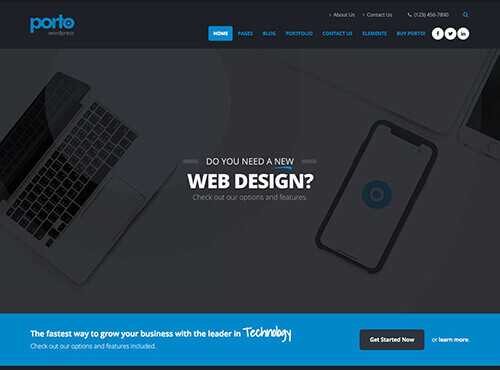 About Us
Contact Us
(123) 456-7890
porto
wordpress
HOME PAGES BLOG PORTFOLIO CONTACT US ELEMENTS BUY PORTO!
DO YOU NEED A NEW
WEB DESIGN?
Check out our options and features.
The fastest way to grow your business with the leader in Technology
Check out our options and features included.
Get Started Now
or learn more.